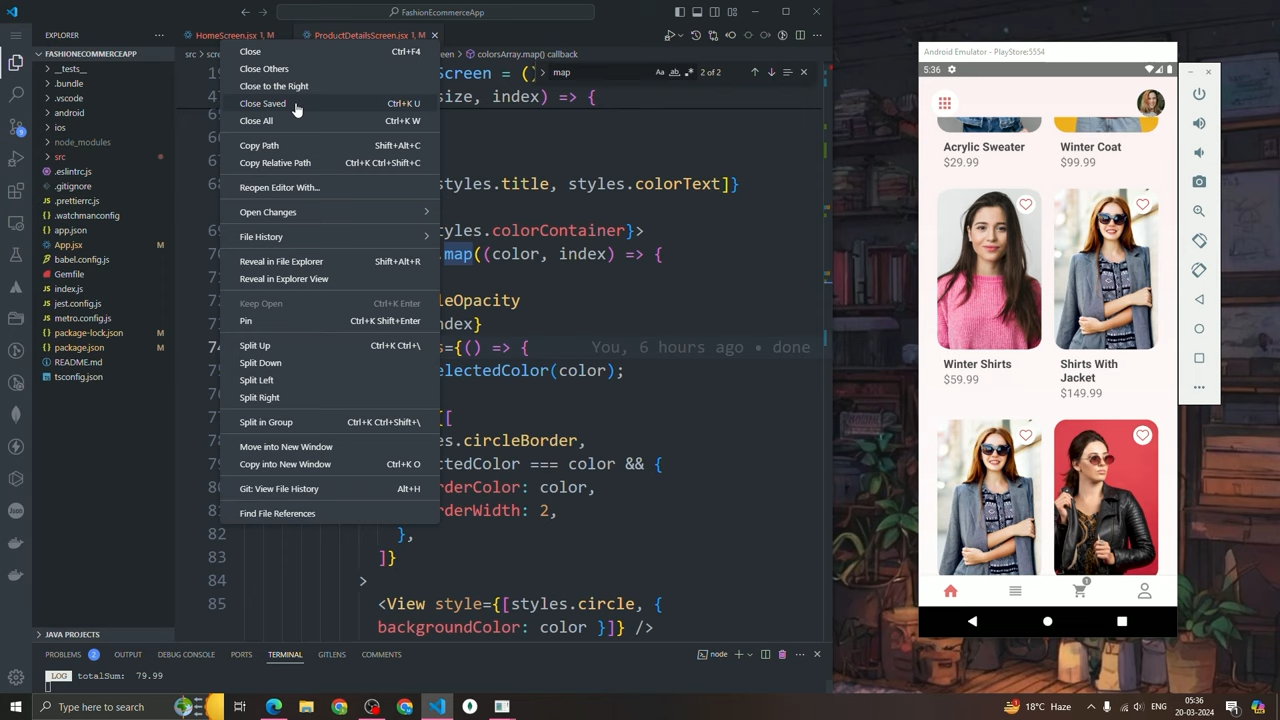 FashionEcommerceApp
EXPLORER
HomeScreen.jsx 1, M
ProductDetailsScreen.jsx 1, M
FASHIONECOMMERCEAPP
src
colorsArray.map() callback
map
Aa
ab
2 of 2
Close Ctrl+F4
Close Others
Close to the Right
Close Saved Ctrl+K U
Close All Ctrl+K W
Copy Path Shift+Alt+C
Copy Relative Path Ctrl+K Ctrl+Shift+C
Reopen Editor With...
Open Changes
File History
Reveal in File Explorer Shift+Alt+R
Reveal in Explorer View
Keep Open Ctrl+K Enter
Pin Ctrl+K Shift+Enter
Split Up Ctrl+K Ctrl+\
Split Down
Split Left
Split Right
Split in Group Ctrl+K Ctrl+Shift+\
Move into New Window
Copy into New Window Ctrl+K O
Git: View File History Alt+H
Find File References
__tests__
.bundle
.vscode
android
ios
node_modules
src
.eslintrc.js
.gitignore
.prettierrc.js
.watchmanconfig
app.json
App.jsx M
babel.config.js
Gemfile
index.js
jest.config.js
metro.config.js
package-lock.json M
package.json M
README.md
tsconfig.json
JAVA PROJECTS
creen = ()
size, index) => {
styles.title, styles.colorText]}
tyles.colorContainer}>
.map((color, index) => {
leOpacity
ndex}
s={() => { You, 6 hours ago • done
electedColor(color);
[
s.circleBorder,
ctedColor === color && {
rderColor: color,
rderWidth: 2,
82 },
83 ]}
84 >
85 <View style={[styles.circle, {
backgroundColor: color }]} />
PROBLEMS 2 OUTPUT DEBUG CONSOLE PORTS TERMINAL GITLENS COMMENTS
node
LOG totalSum: 79.99
Android Emulator - PlayStore:5554
5:36
Acrylic Sweater
$29.99
Winter Coat
$99.99
Winter Shirts
$59.99
Shirts With
Jacket
$149.99
1
Type here to search
18°C Haze
ENG
05:36
20-03-2024